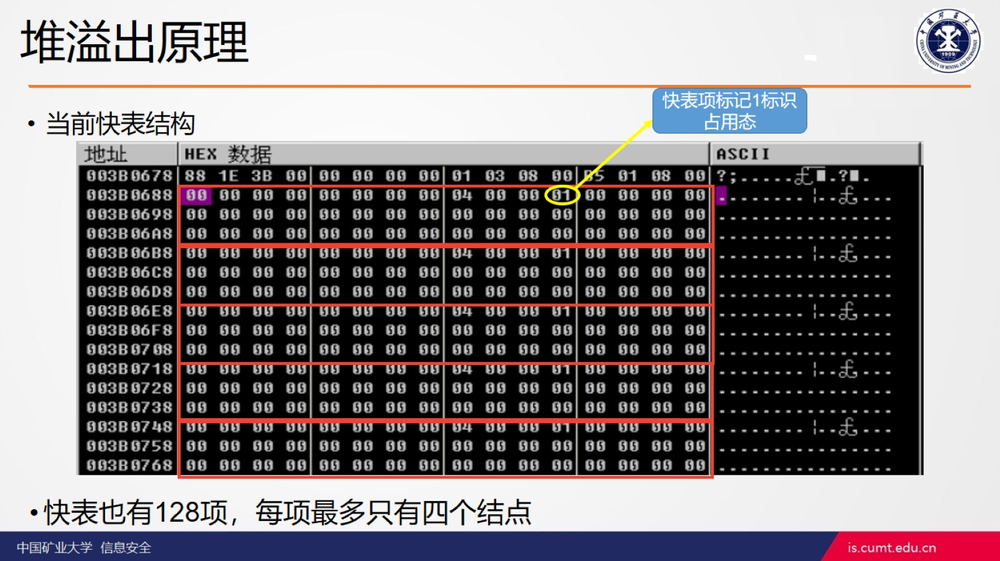 堆溢出原理
中国矿业大学
CHINA UNIVERSITY OF MINING AND TECHNOLOGY
1909
快表项标记1标识
占用态
• 当前快表结构
地址 HEX 数据 ASCII
003B0678 88 1E 3B 00 00 00 00 00 01 03 08 00 B5 01 08 00 ?;.....£■.?■.
003B0688 00 00 00 00 00 00 00 00 04 00 00 01 00 00 00 00 ........¦..£...
003B0698 00 00 00 00 00 00 00 00 00 00 00 00 00 00 00 00 ................
003B06A8 00 00 00 00 00 00 00 00 00 00 00 00 00 00 00 00 ................
003B06B8 00 00 00 00 00 00 00 00 04 00 00 01 00 00 00 00 ........¦..£...
003B06C8 00 00 00 00 00 00 00 00 00 00 00 00 00 00 00 00 ................
003B06D8 00 00 00 00 00 00 00 00 00 00 00 00 00 00 00 00 ................
003B06E8 00 00 00 00 00 00 00 00 04 00 00 01 00 00 00 00 ........¦..£...
003B06F8 00 00 00 00 00 00 00 00 00 00 00 00 00 00 00 00 ................
003B0708 00 00 00 00 00 00 00 00 00 00 00 00 00 00 00 00 ................
003B0718 00 00 00 00 00 00 00 00 04 00 00 01 00 00 00 00 ........¦..£...
003B0728 00 00 00 00 00 00 00 00 00 00 00 00 00 00 00 00 ................
003B0738 00 00 00 00 00 00 00 00 00 00 00 00 00 00 00 00 ................
003B0748 00 00 00 00 00 00 00 00 04 00 00 01 00 00 00 00 ........¦..£...
003B0758 00 00 00 00 00 00 00 00 00 00 00 00 00 00 00 00 ................
003B0768 00 00 00 00 00 00 00 00 00 00 00 00 00 00 00 00 ................
• 快表也有128项，每项最多只有四个结点
中国矿业大学 信息安全
is.cumt.edu.cn